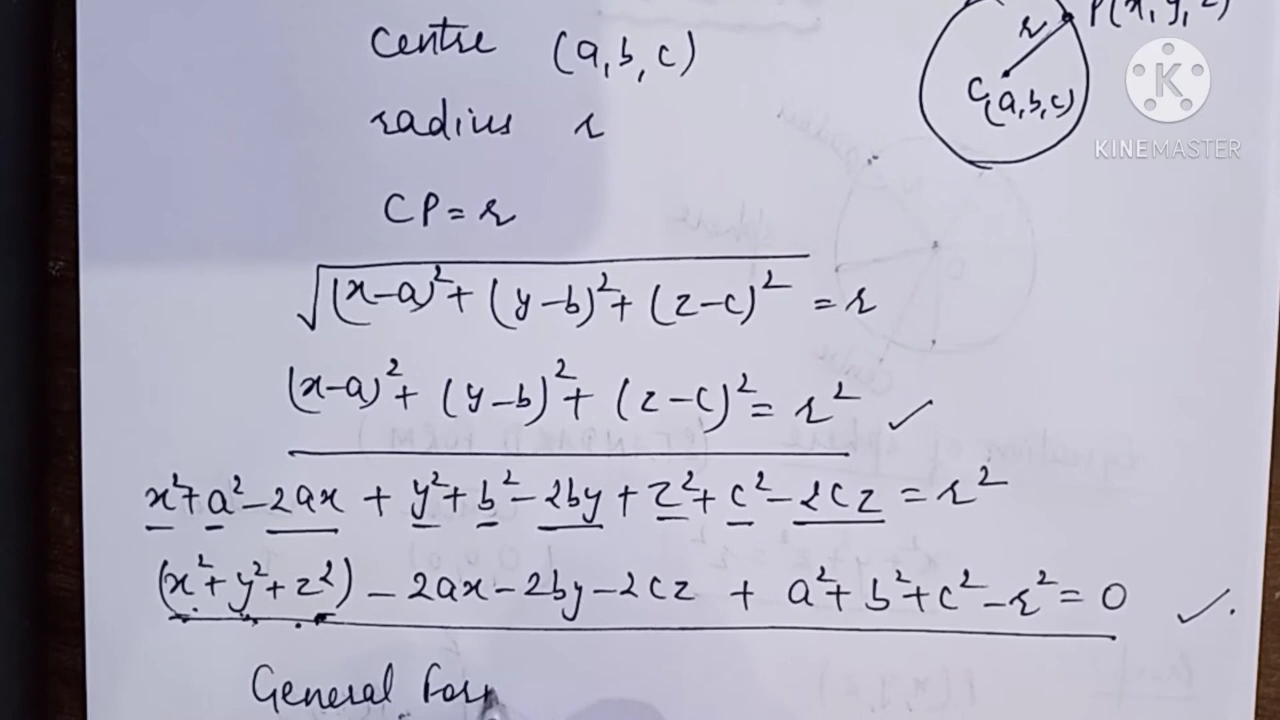 centre (a, b, c)
radius r
CP = r
√(x-a)²+ (y-b)²+ (z-c)² = r
(x-a)²+ (y-b)²+ (z-c)² = r² ✓
x²+a²-2ax + y²+b²-2by + z²+c²-2cz = r²
(x²+y²+z²) - 2ax-2by-2cz + a²+b²+c²-r² = 0 ✓.
General For
P(x, y, z)
r
C(a, b, c)
K
KINEMASTER